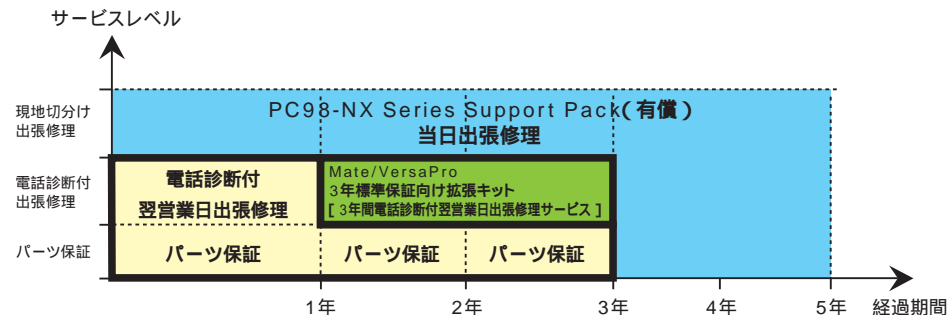 サービスレベル
現地切分け
出張修理
PC98-NX Series Support Pack(有償)
当日出張修理
電話診断付
出張修理
電話診断付
翌営業日出張修理
Mate/VersaPro
3年標準保証向け拡張キット
[ 3年間電話診断付翌営業日出張修理サービス ]
パーツ保証
パーツ保証
パーツ保証
パーツ保証
1年
2年
3年
4年
5年
経過期間